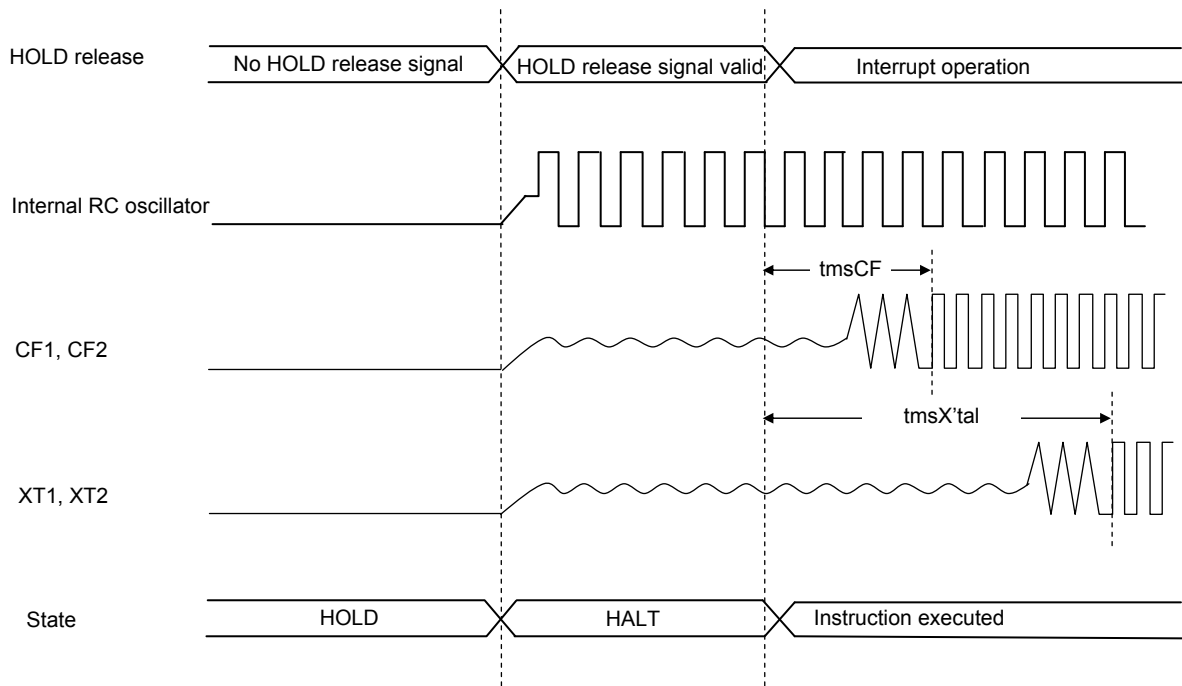 HOLD release
No HOLD release signal
HOLD release signal valid
Interrupt operation
Internal RC oscillator
tmsCF
CF1, CF2
tmsX'tal
XT1, XT2
State
HOLD
HALT
Instruction executed